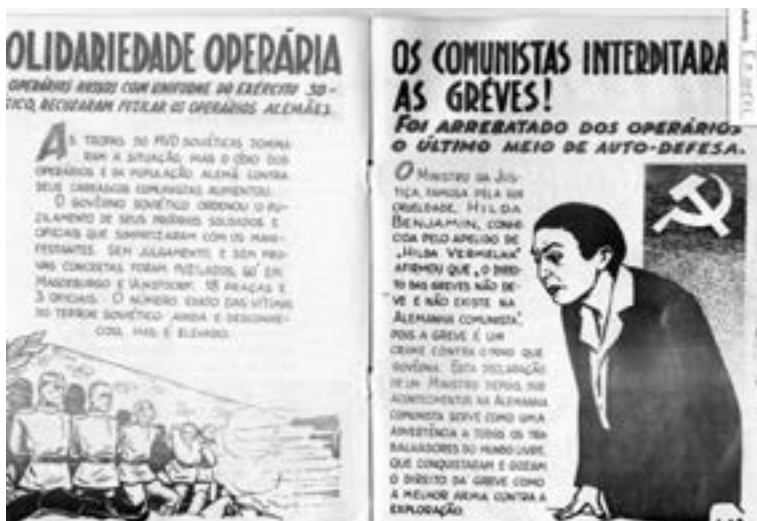 OLIDARIEDADE OPERÁRIA
OPERÁRIOS RUSSOS COM UNIFORME DO EXÉRCITO SO-
TICO, RECUSARAM FUZILAR OS OPERÁRIOS ALEMÃES.
AS TROPAS DO MVD SOVIÉTICAS DOMINA-
RAM A SITUAÇÃO, MAS O ÓDIO DOS
OPERÁRIOS E DA POPULAÇÃO ALEMÃ CONTRA
SEUS CARRASCOS COMUNISTAS AUMENTOU.
O GOVÊRNO SOVIÉTICO ORDENOU O FU-
ZILAMENTO DE SEUS PRÓPRIOS SOLDADOS E
OFICIAIS QUE SIMPATIZARAM COM OS MANI-
FESTANTES. SEM JULGAMENTO E SEM PRO-
VAS CONCRETAS FORAM FUZILADOS, SÓ EM
MAGDEBURGO E 18 PRAÇAS E
3 OFICIAIS. O NÚMERO EXATO DAS VÍTIMAS
DO TERROR SOVIÉTICO AINDA É DESCONHE-
CIDO, MAS É ELEVADO.
OS COMUNISTAS INTERDITARA
AS GRÉVES!
FOI ARREBATADO DOS OPERÁRIOS
O ÚLTIMO MEIO DE AUTO-DEFESA.
O MINISTRO DA JUS-
TIÇA, FAMOSA PELA SUA
CRUELDADE, HILDA
BENJAMIN, CONHE
CIDA PELO APELIDO DE
„HILDA VERMELHA"
AFIRMOU QUE „O DIREI
TO DAS GREVES NÃO DE-
VE E NÃO EXISTE NA
ALEMANHA COMUNISTA",
POIS A GREVE É UM
CRIME CONTRA O POVO QUE
GOVÊRNA. ESTA DECLARAÇÃO
DE UM MINISTRO DEPOIS DOS
ACONTECIMENTOS NA ALEMANHA
COMUNISTA SERVE COMO UMA
ADVERTÊNCIA A TODOS OS TRA-
BALHADORES DO MUNDO LIVRE,
QUE CONQUISTARAM E GOZAM
O DIREITO DA GREVE COMO
A MELHOR ARMA CONTRA A
EXPLORAÇÃO.